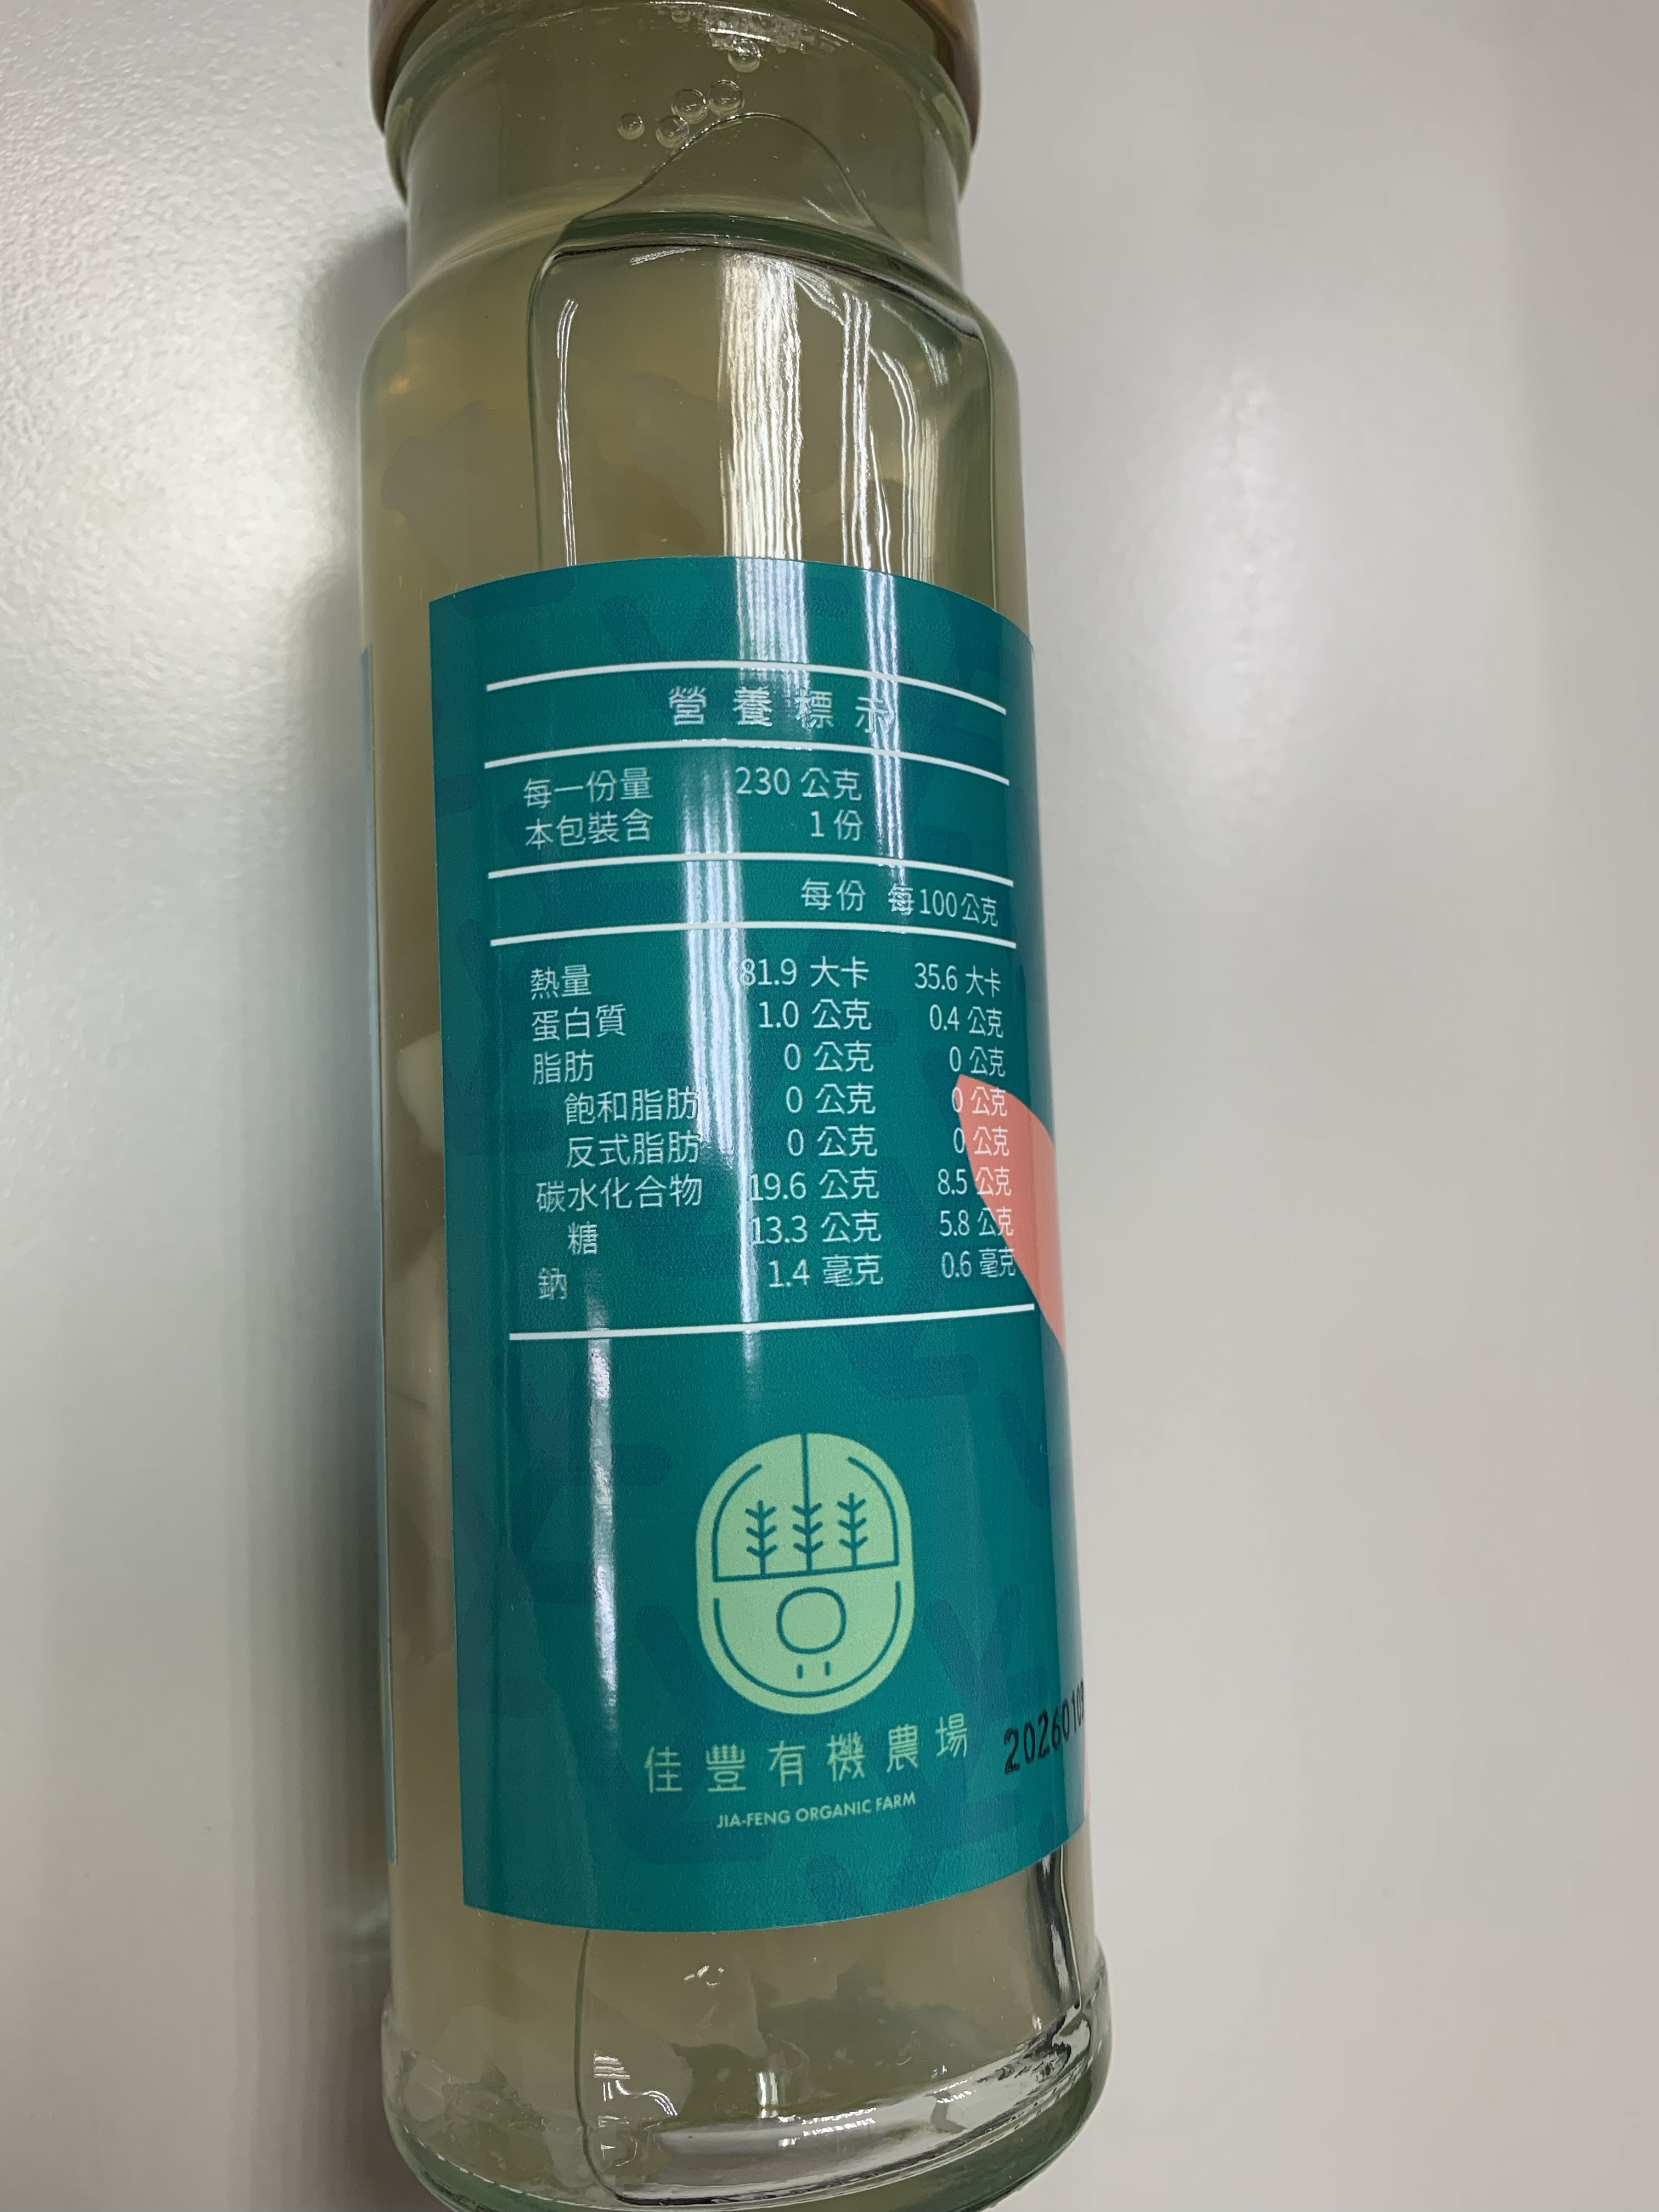 營養標示
每一份量 230 公克
本包裝含 1 份
每份 每100公克
熱量 81.9 大卡 35.6 大卡
蛋白質 1.0 公克 0.4 公克
脂肪 0 公克 0 公克
飽和脂肪 0 公克 0 公克
反式脂肪 0 公克 0 公克
碳水化合物 19.6 公克 8.5 公克
糖 13.3 公克 5.8 公克
鈉 1.4 毫克 0.6 毫克
佳豐有機農場
JIA-FENG ORGANIC FARM